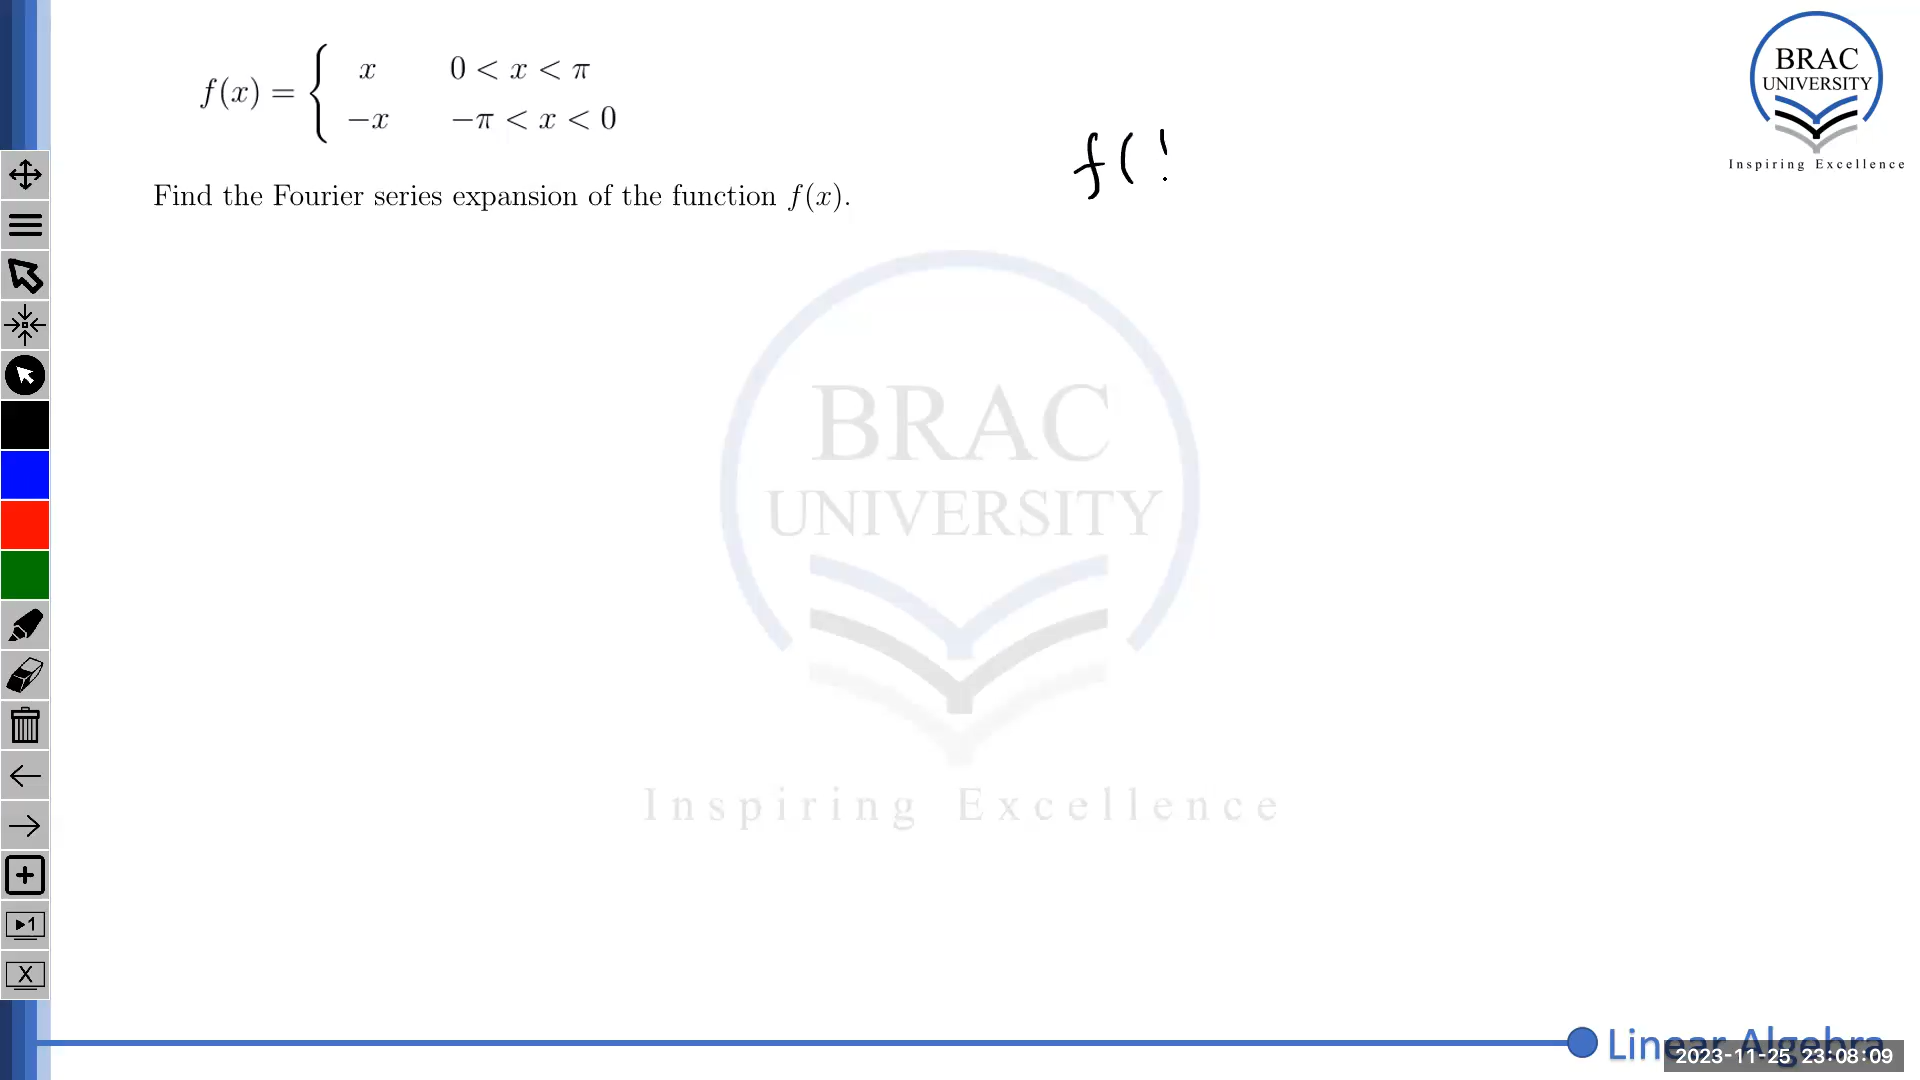 f(x) = { x 0 < x < π
−x −π < x < 0
Find the Fourier series expansion of the function f(x).
f(
BRAC
UNIVERSITY
Inspiring Excellence
BRAC
UNIVERSITY
Inspiring Excellence
1
X
Linear Algebra
2023-11-25 23:08:09